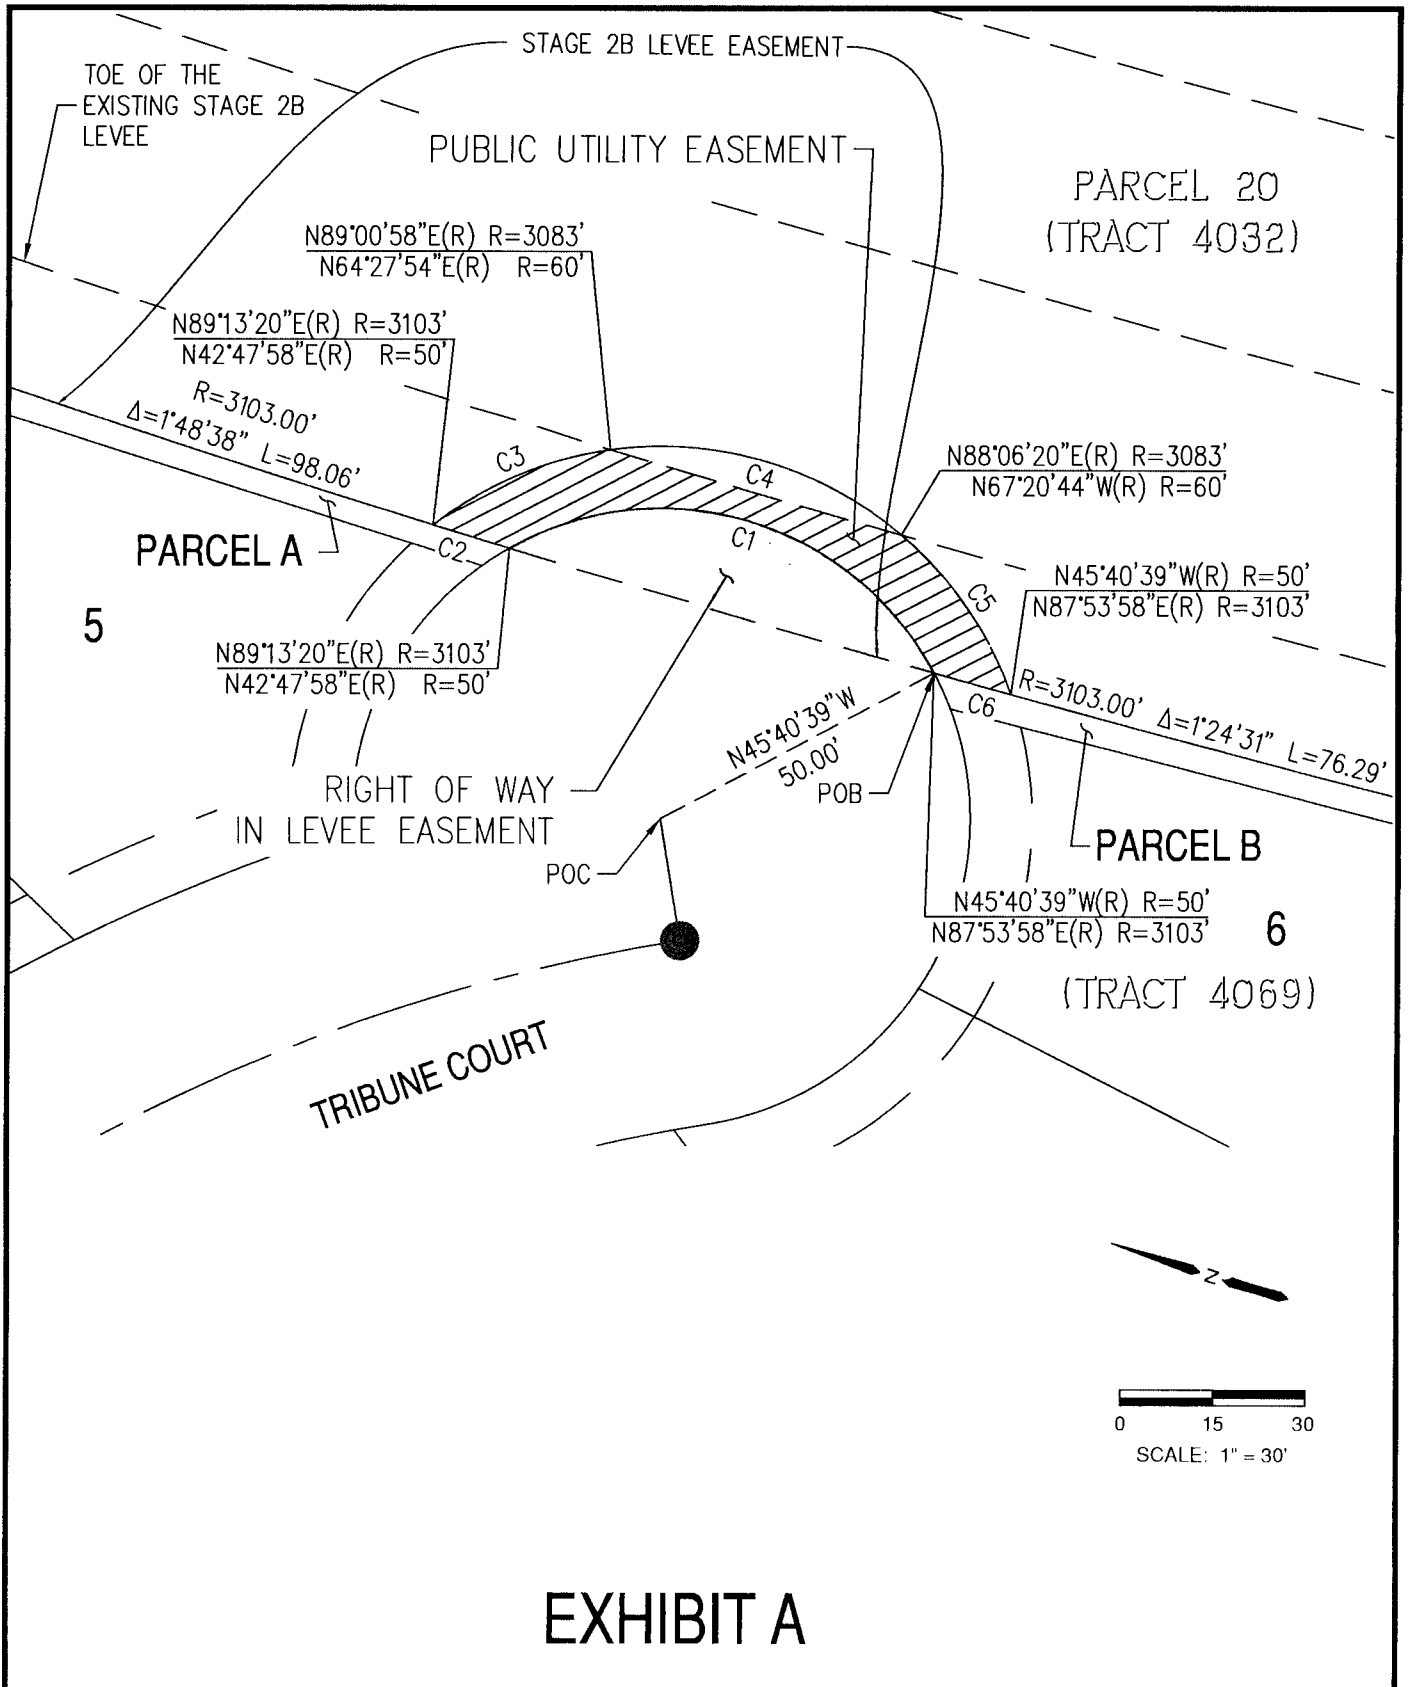 STAGE 2B LEVEE EASEMENT
TOE OF THE
EXISTING STAGE 2B
LEVEE
PUBLIC UTILITY EASEMENT
PARCEL 20
(TRACT 4032)
N89°00'58"E(R) R=3083'
N64°27'54"E(R) R=60'
N89°13'20"E(R) R=3103'
N42°47'58"E(R) R=50'
R=3103.00'
Δ=1°48'38" L=98.06'
C3
C4
N88°06'20"E(R) R=3083'
N67°20'44"W(R) R=60'
PARCEL A
C2
C1
C5
N45°40'39"W(R) R=50'
N87°53'58"E(R) R=3103'
5
N89°13'20"E(R) R=3103'
N42°47'58"E(R) R=50'
R=3103.00' Δ=1°24'31" L=76.29'
C6
N45°40'39"W
50.00'
POB
RIGHT OF WAY
IN LEVEE EASEMENT
PARCEL B
POC
N45°40'39"W(R) R=50'
N87°53'58"E(R) R=3103'
6
(TRACT 4069)
TRIBUNE COURT
N
0 15 30
SCALE: 1" = 30'
EXHIBIT A